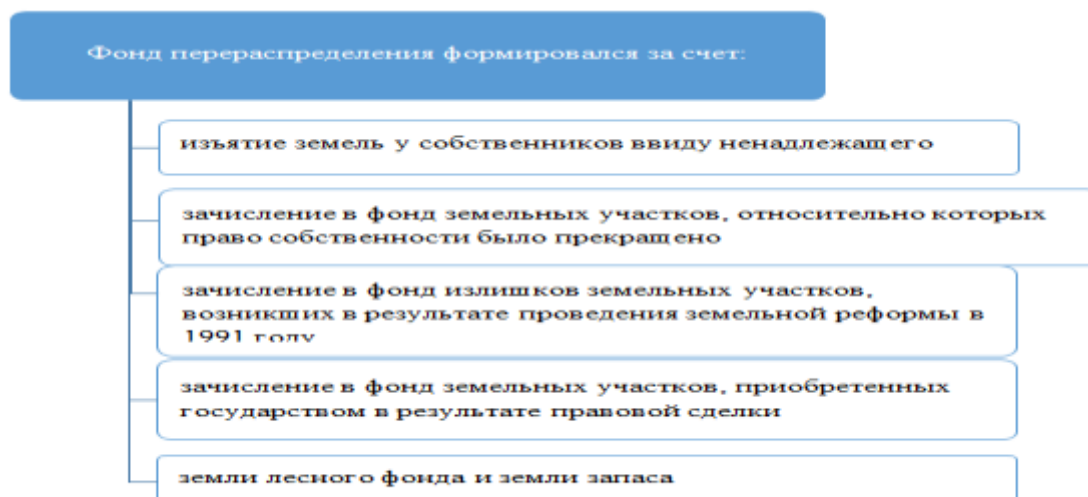 Фонд перераспределения формировался за счет:
изъятие земель у собственников ввиду ненадлежащего
зачисление в фонд земельных участков, относительно которых
право собственности было прекращено
зачисление в фонд излишков земельных участков,
возникших в результате проведения земельной реформы в
1991 году
зачисление в фонд земельных участков, приобретенных
государством в результате правовой сделки
земли лесного фонда и земли запаса